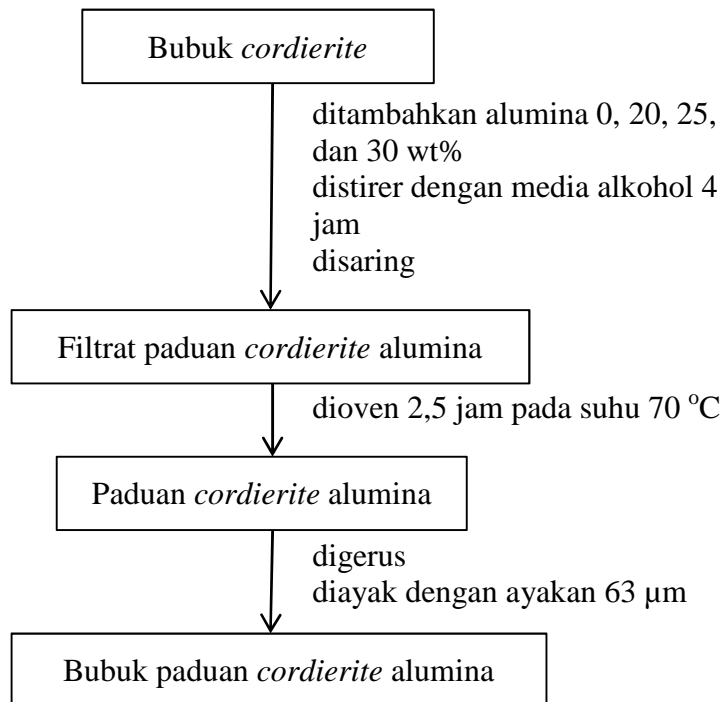 Bubuk cordierite
ditambahkan alumina 0, 20, 25,
dan 30 wt%
distirer dengan media alkohol 4
jam
disaring
Filtrat paduan cordierite alumina
dioven 2,5 jam pada suhu 70 °C
Paduan cordierite alumina
digerus
diayak dengan ayakan 63 µm
Bubuk paduan cordierite alumina